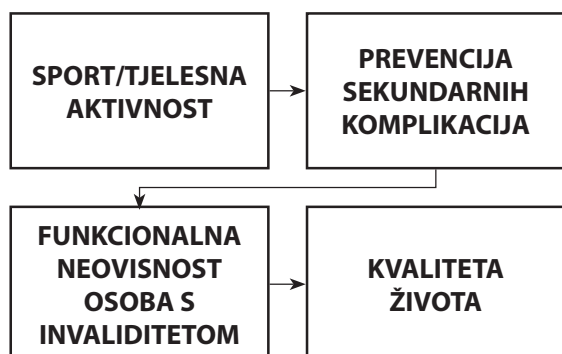 SPORT/TJELESNA
AKTIVNOST
PREVENCIJA
SEKUNDARNIH
KOMPLIKACIJA
FUNKCIONALNA
NEOVISNOST
OSOBA S
INVALIDITETOM
KVALITETA
ŽIVOTA